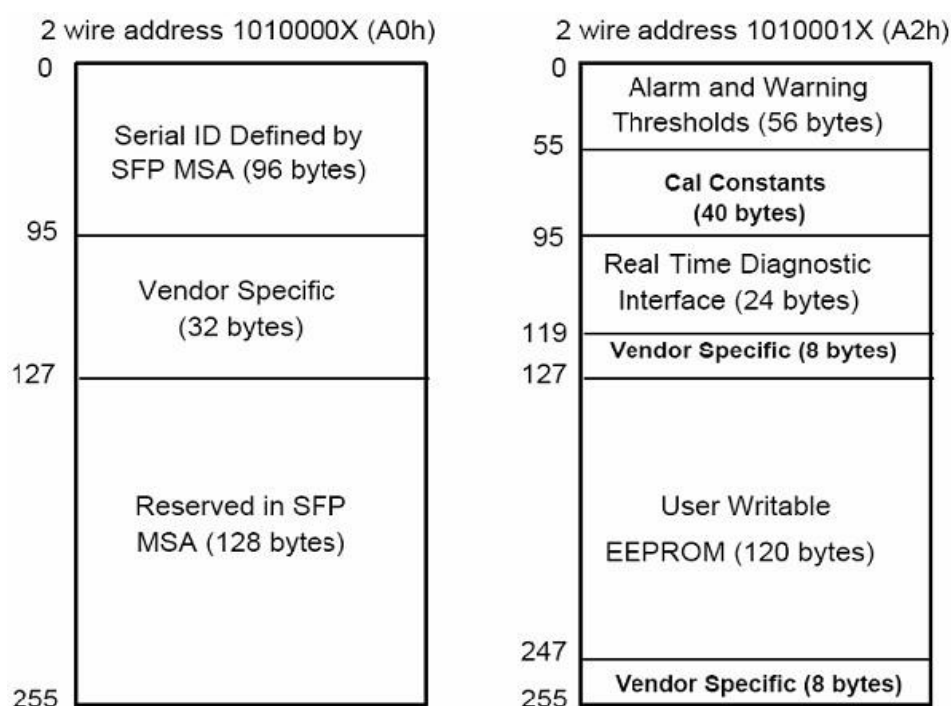 2 wire address 1010000X (A0h)
0
Serial ID Defined by
SFP MSA (96 bytes)
95
Vendor Specific
(32 bytes)
127
Reserved in SFP
MSA (128 bytes)
255
2 wire address 1010001X (A2h)
0
Alarm and Warning
Thresholds (56 bytes)
55
Cal Constants
(40 bytes)
95
Real Time Diagnostic
Interface (24 bytes)
119
Vendor Specific (8 bytes)
127
User Writable
EEPROM (120 bytes)
247
Vendor Specific (8 bytes)
255